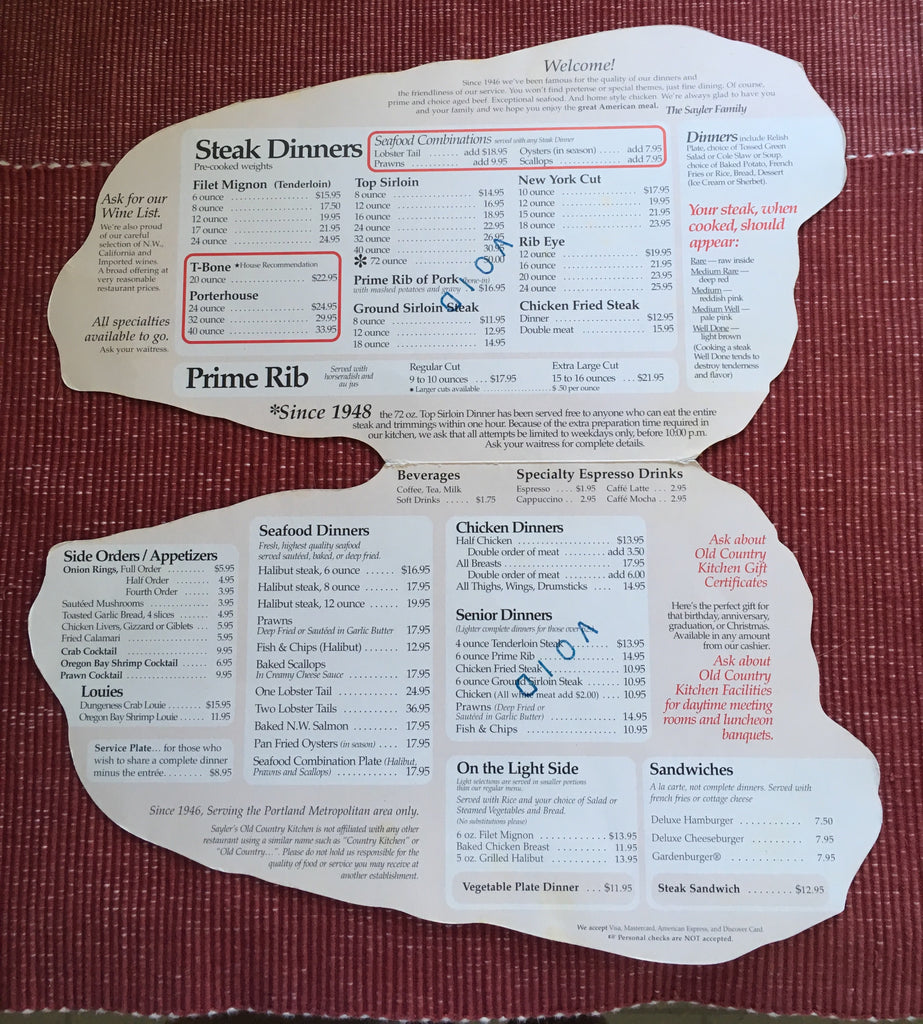 Welcome!
Since 1946 we've been famous for the quality of our dinners and
the friendliness of our service. You won't find pretense or special themes, just fine dining. Of course,
prime and choice aged beef. Exceptional seafood. And home style chicken. We're always glad to have you
and your family and we hope you enjoy the great American meal. The Sayler Family
Steak Dinners
Pre-cooked weights
Seafood Combinations served with any Steak Dinner
Lobster Tail ....... add $18.95 Oysters (in season) .... add 7.95
Prawns ............ add 9.95 Scallops .............. add 7.95
Filet Mignon (Tenderloin)
6 ounce .................. $15.95
8 ounce .................. 17.50
12 ounce ................. 19.95
17 ounce ................. 21.95
24 ounce ................. 24.95
T-Bone ★House Recommendation
20 ounce ................. $22.95
Porterhouse
24 ounce ................. $24.95
32 ounce ................. 29.95
40 ounce ................. 33.95
Top Sirloin
8 ounce .................. $14.95
12 ounce ................. 16.95
16 ounce ................. 18.95
24 ounce ................. 22.95
32 ounce ................. 26.95
40 ounce ................. 30.95
✻ 72 ounce
Prime Rib of Pork (bone-in)
with mashed potatoes and gravy $16.95
Ground Sirloin Steak
8 ounce .................. $11.95
12 ounce ................. 12.95
18 ounce ................. 14.95
New York Cut
10 ounce ................. $17.95
12 ounce ................. 19.95
15 ounce ................. 21.95
18 ounce ................. 23.95
Rib Eye
12 ounce ................. $19.95
16 ounce ................. 21.95
20 ounce ................. 23.95
24 ounce ................. 25.95
Chicken Fried Steak
Dinner ................... $12.95
Double meat .............. 15.95
VOID
Prime Rib
Served with
horseradish and
au jus
Regular Cut
9 to 10 ounces ... $17.95
• Larger cuts available ............ $ .50 per ounce
Extra Large Cut
15 to 16 ounces ... $21.95
Ask for our
Wine List.
We're also proud
of our careful
selection of N.W.,
California and
Imported wines.
A broad offering at
very reasonable
restaurant prices.
All specialties
available to go.
Ask your waitress.
Dinners include Relish
Plate, choice of Tossed Green
Salad or Cole Slaw or Soup,
choice of Baked Potato, French
Fries or Rice, Bread, Dessert
(Ice Cream or Sherbet).
Your steak, when
cooked, should
appear:
Rare — raw inside
Medium Rare —
deep red
Medium —
reddish pink
Medium Well —
pale pink
Well Done —
light brown
(Cooking a steak
Well Done tends to
destroy tenderness
and flavor)
*Since 1948 the 72 oz. Top Sirloin Dinner has been served free to anyone who can eat the entire
steak and trimmings within one hour. Because of the extra preparation time required in
our kitchen, we ask that all attempts be limited to weekdays only, before 10:00 p.m.
Ask your waitress for complete details.
Beverages
Coffee, Tea, Milk
Soft Drinks ..... $1.75
Specialty Espresso Drinks
Espresso .... $1.95 Caffé Latte ... 2.95
Cappuccino .. 2.95 Caffé Mocha .. 2.95
Side Orders / Appetizers
Onion Rings, Full Order ........ $5.95
Half Order ........ 4.95
Fourth Order ........ 3.95
Sautéed Mushrooms ............. 3.95
Toasted Garlic Bread, 4 slices ....... 4.95
Chicken Livers, Gizzard or Giblets ... 5.95
Fried Calamari ................ 5.95
Crab Cocktail ................. 9.95
Oregon Bay Shrimp Cocktail ..... 6.95
Prawn Cocktail ................ 9.95
Louies
Dungeness Crab Louie ....... $15.95
Oregon Bay Shrimp Louie ..... 11.95
Service Plate... for those who
wish to share a complete dinner
minus the entrée........... $8.95
Seafood Dinners
Fresh, highest quality seafood
served sautéed, baked, or deep fried.
Halibut steak, 6 ounce ...... $16.95
Halibut steak, 8 ounce ...... 17.95
Halibut steak, 12 ounce ..... 19.95
Prawns
Deep Fried or Sautéed in Garlic Butter 17.95
Fish & Chips (Halibut) ...... 12.95
Baked Scallops
In Creamy Cheese Sauce ........... 17.95
One Lobster Tail ............ 24.95
Two Lobster Tails ........... 36.95
Baked N.W. Salmon ......... 17.95
Pan Fried Oysters (in season) .... 17.95
Seafood Combination Plate (Halibut,
Prawns and Scallops) ............. 17.95
Chicken Dinners
Half Chicken ................ $13.95
Double order of meat ......... add 3.50
All Breasts .................. 17.95
Double order of meat ......... add 6.00
All Thighs, Wings, Drumsticks .... 14.95
Senior Dinners
(Lighter complete dinners for those over
4 ounce Tenderloin Steak ...... $13.95
6 ounce Prime Rib ............ 14.95
Chicken Fried Steak .......... 10.95
6 ounce Ground Sirloin Steak .... 10.95
Chicken (All white meat add $2.00) .... 10.95
Prawns (Deep Fried or
Sautéed in Garlic Butter) ........... 14.95
Fish & Chips ................ 10.95
VOID
Ask about
Old Country
Kitchen Gift
Certificates
Here's the perfect gift for
that birthday, anniversary,
graduation, or Christmas.
Available in any amount
from our cashier.
Ask about
Old Country
Kitchen Facilities
for daytime meeting
rooms and luncheon
banquets.
On the Light Side
Light selections are served in smaller portions
than our regular menu.
Served with Rice and your choice of Salad or
Steamed Vegetables and Bread.
(No substitutions please)
6 oz. Filet Mignon ............ $13.95
Baked Chicken Breast ......... 11.95
5 oz. Grilled Halibut ........... 13.95
Vegetable Plate Dinner ... $11.95
Sandwiches
A la carte, not complete dinners. Served with
french fries or cottage cheese
Deluxe Hamburger ............ 7.50
Deluxe Cheeseburger .......... 7.95
Gardenburger® ............... 7.95
Steak Sandwich ........ $12.95
Since 1946, Serving the Portland Metropolitan area only.
Sayler's Old Country Kitchen is not affiliated with any other
restaurant using a similar name such as "Country Kitchen" or
"Old Country...". Please do not hold us responsible for the
quality of food or service you may receive at
another establishment.
We accept Visa, Mastercard, American Express, and Discover Card.
☞ Personal checks are NOT accepted.